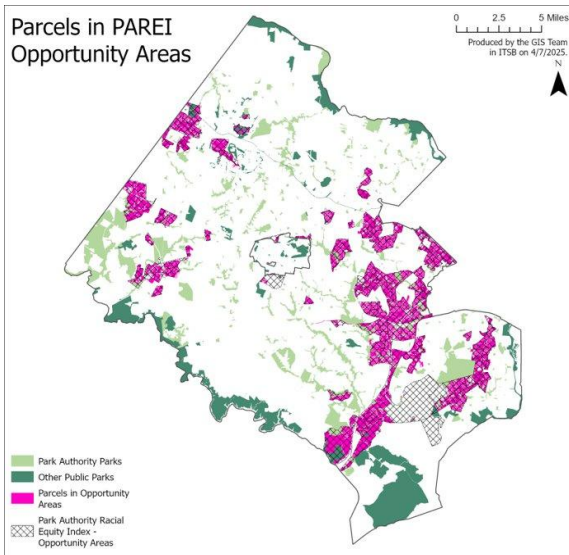 Parcels in PAREI
Opportunity Areas
0 2.5 5 Miles
Produced by the GIS Team
in ITSB on 4/7/2025.
N
Park Authority Parks
Other Public Parks
Parcels in Opportunity
Areas
Park Authority Racial
Equity Index -
Opportunity Areas